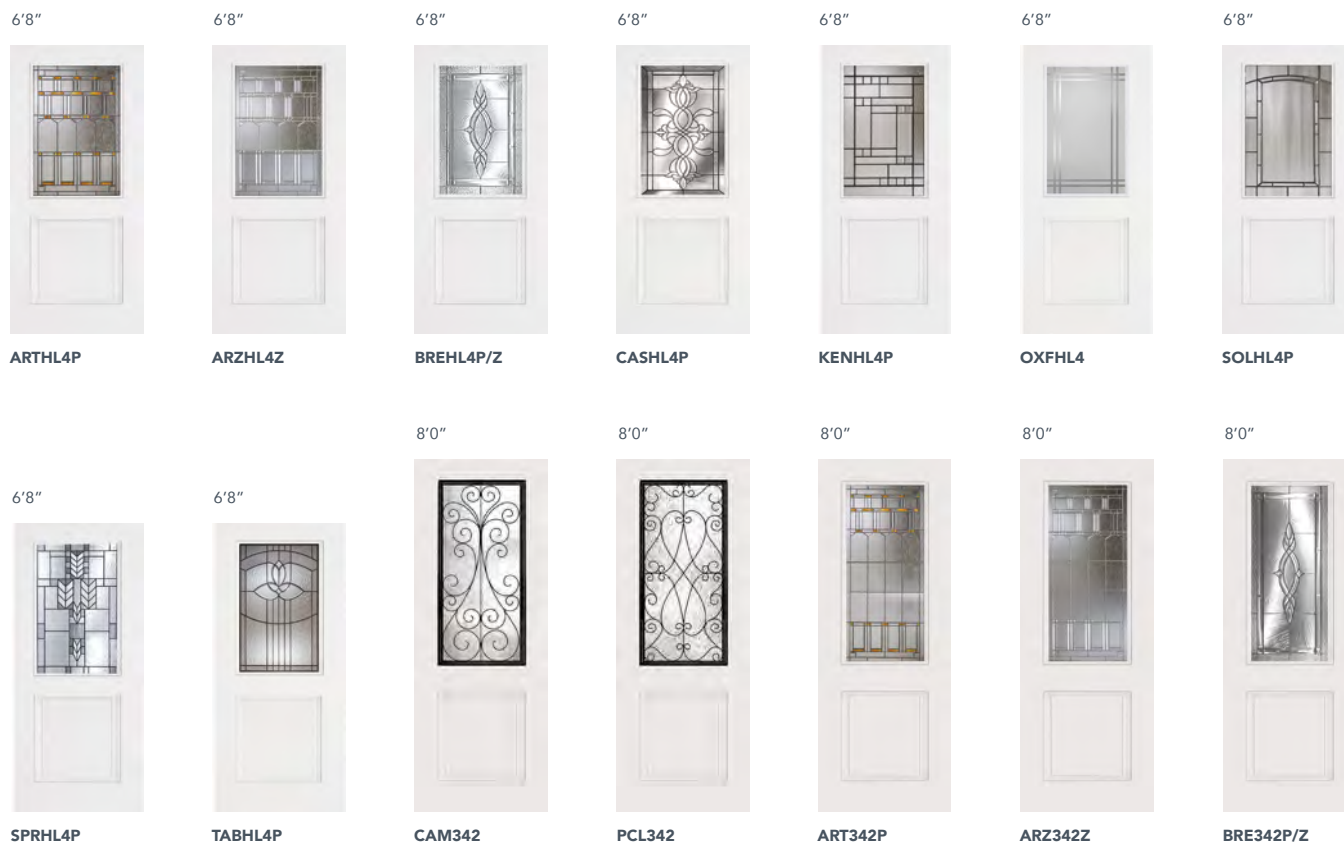 6’8” 6’8” 6’8” 6’8” 6’8” 6’8” 6’8”
ARTHL4P ARZHL4Z BREHL4P/Z CASHL4P KENHL4P OXFHL4 SOLHL4P
8’0” 8’0” 8’0” 8’0” 8’0”
6’8” 6’8”
SPRHL4P TABHL4P CAM342 PCL342 ART342P ARZ342Z BRE342P/Z